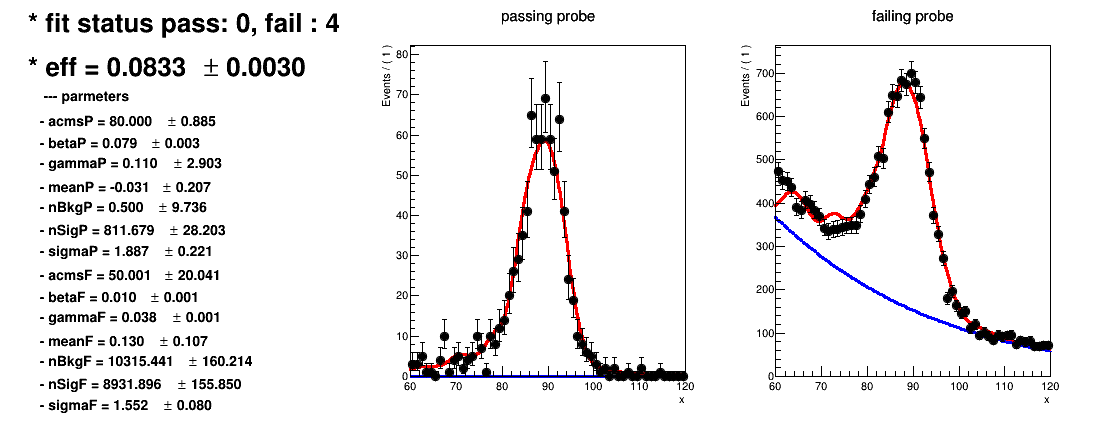 * fit status pass: 0, fail : 4
* eff = 0.0833 ± 0.0030
--- parmeters
- acmsP = 80.000 ± 0.885
- betaP = 0.079 ± 0.003
- gammaP = 0.110 ± 2.903
- meanP = -0.031 ± 0.207
- nBkgP = 0.500 ± 9.736
- nSigP = 811.679 ± 28.203
- sigmaP = 1.887 ± 0.221
- acmsF = 50.001 ± 20.041
- betaF = 0.010 ± 0.001
- gammaF = 0.038 ± 0.001
- meanF = 0.130 ± 0.107
- nBkgF = 10315.441 ± 160.214
- nSigF = 8931.896 ± 155.850
- sigmaF = 1.552 ± 0.080
passing probe
Events / ( 1 )
80
70
60
50
40
30
20
10
0
60 70 80 90 100 110 120
x
failing probe
Events / ( 1 )
700
600
500
400
300
200
100
0
60 70 80 90 100 110 120
x